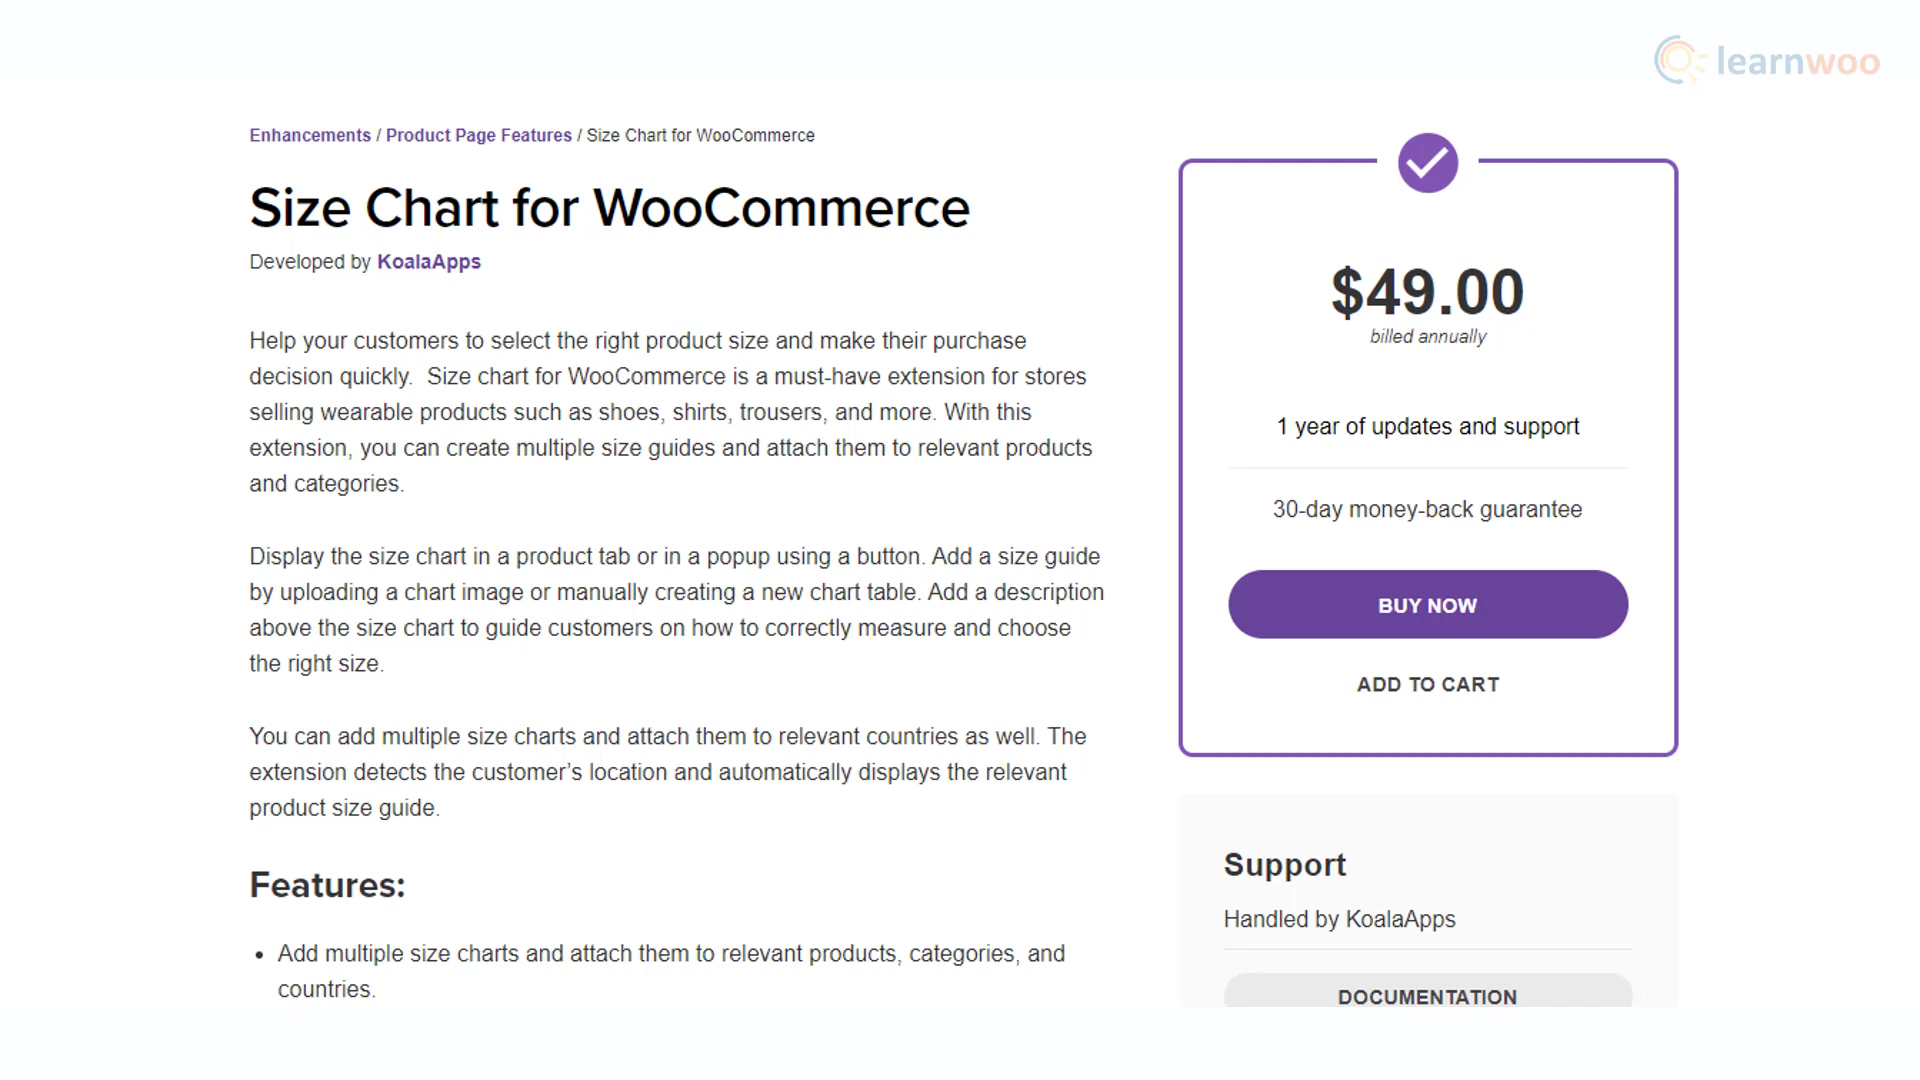 learnwoo
Enhancements / Product Page Features / Size Chart for WooCommerce
Size Chart for WooCommerce
Developed by KoalaApps
Help your customers to select the right product size and make their purchase
decision quickly.  Size chart for WooCommerce is a must-have extension for stores
selling wearable products such as shoes, shirts, trousers, and more. With this
extension, you can create multiple size guides and attach them to relevant products
and categories.
Display the size chart in a product tab or in a popup using a button. Add a size guide
by uploading a chart image or manually creating a new chart table. Add a description
above the size chart to guide customers on how to correctly measure and choose
the right size.
You can add multiple size charts and attach them to relevant countries as well. The
extension detects the customer’s location and automatically displays the relevant
product size guide.
Features:
• Add multiple size charts and attach them to relevant products, categories, and
countries.
$49.00
billed annually
1 year of updates and support
30-day money-back guarantee
BUY NOW
ADD TO CART
Support
Handled by KoalaApps
DOCUMENTATION